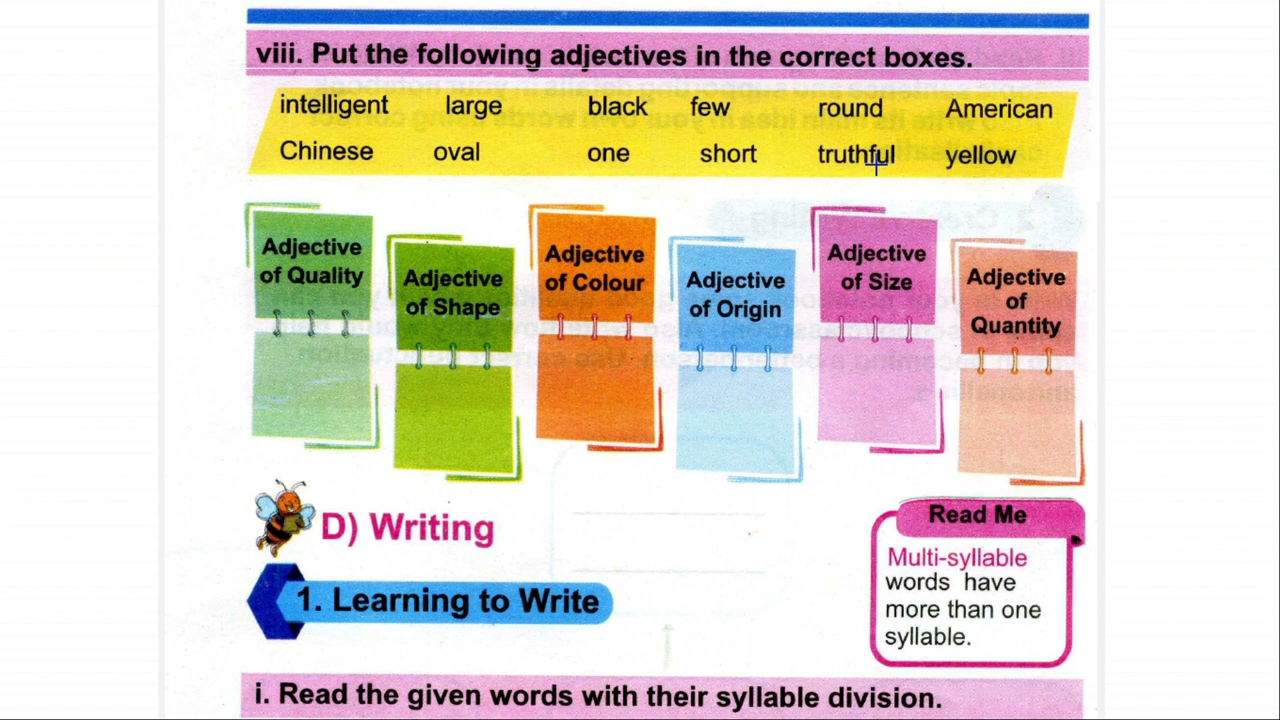 viii. Put the following adjectives in the correct boxes.
intelligent large black few round American
Chinese oval one short truthful yellow
Adjective
of Quality
Adjective
of Shape
Adjective
of Colour
Adjective
of Origin
Adjective
of Size
Adjective
of
Quantity
D) Writing
1. Learning to Write
Read Me
Multi-syllable
words have
more than one
syllable.
i. Read the given words with their syllable division.